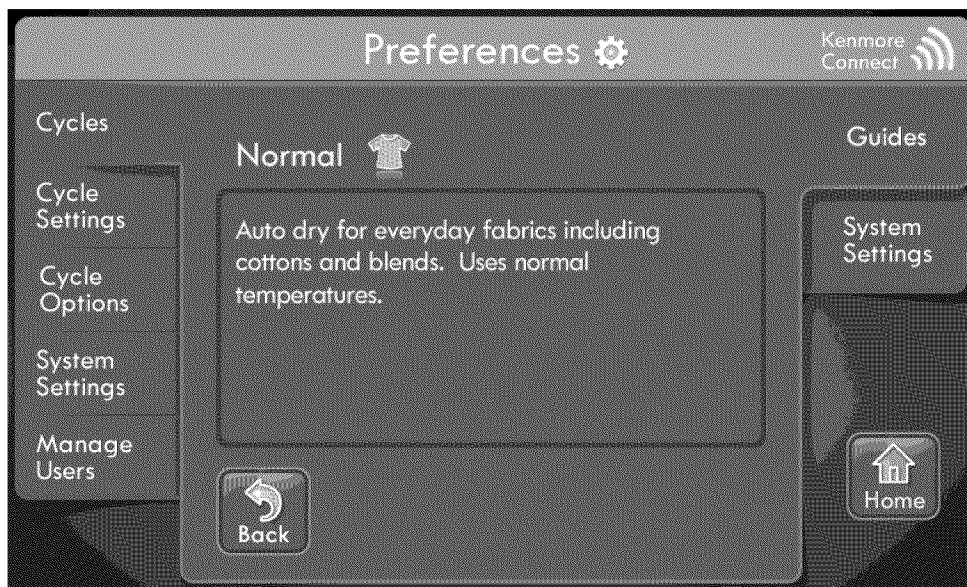 Preferences
Kenmore
Connect
Cycles
Cycle
Settings
Cycle
Options
System
Settings
Manage
Users
Normal
Auto dry for everyday fabrics including
cottons and blends. Uses normal
temperatures.
Back
Guides
System
Settings
Home